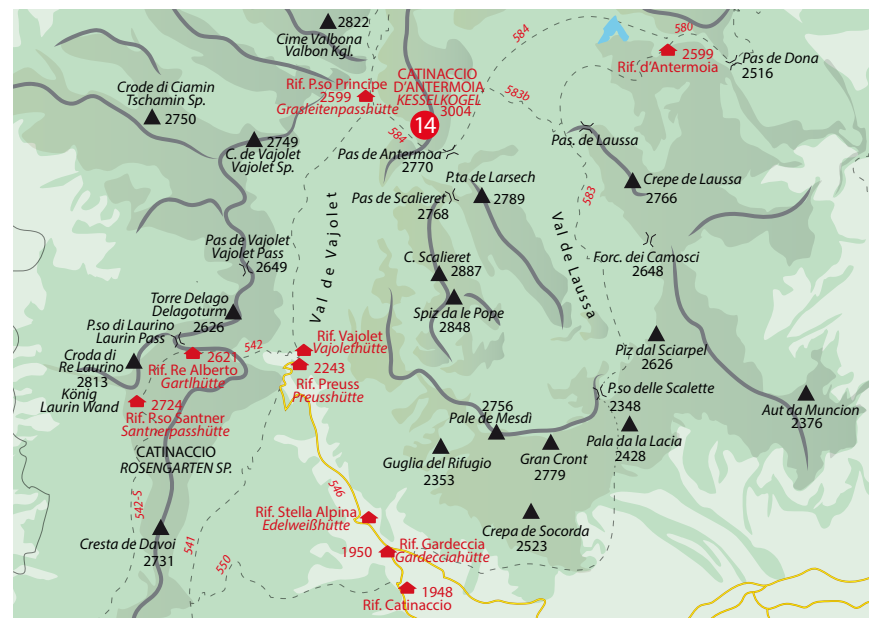 2822
Cime Valbona
Valbon Kgl.
584
580
2599
Rif. d'Antermoia
Pas de Dona
2516
Crode di Ciamin
Tschamin Sp.
2750
Rif. P.so Principe
2599
Grasleitenpasshütte
CATINACCIO
D'ANTERMOIA
KESSELKOGEL
3004
14
583b
584
2749
C. de Vajolet
Vajolet Sp.
Pas de Antermoa
2770
Pas. de Laussa
P.ta de Larsech
2789
Pas de Scalieret
2768
Crepe de Laussa
2766
583
Val de Vajolet
Val de Laussa
Pas de Vajolet
Vajolet Pass
2649
Forc. dei Camosci
2648
C. Scalieret
2887
Spiz da le Pope
2848
Torre Delago
Delagoturm
2626
P.so di Laurino
Laurin Pass
542
Rif. Vajolet
Vajolethütte
2243
Rif. Preuss
Preusshütte
2621
Rif. Re Alberto
Gartlhütte
Croda di
Re Laurino
2813
König
Laurin Wand
2724
Rif. Rso Santner
Santnerpasshütte
Piz dal Sciarpel
2626
P.so delle Scalette
2348
Aut da Muncion
2376
2756
Pale de Mesdì
Pala da la Lacia
2428
Guglia del Rifugio
2353
Gran Cront
2779
CATINACCIO
ROSENGARTEN SP.
546
542-5
541
550
Rif. Stella Alpina
Edelweißhütte
Crepa de Socorda
2523
Cresta de Davoi
2731
1950
Rif. Gardeccia
Gardecciahütte
1948
Rif. Catinaccio